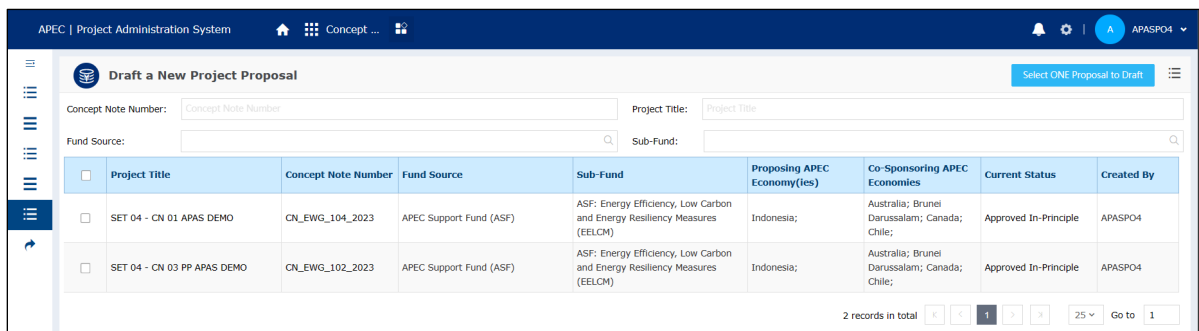 APEC | Project Administration System
Concept ...
A
APASPO4
Draft a New Project Proposal
Select ONE Proposal to Draft
Concept Note Number: Concept Note Number
Project Title: Project Title
Fund Source:
Sub-Fund:
Project Title
Concept Note Number
Fund Source
Sub-Fund
Proposing APEC
Economy(ies)
Co-Sponsoring APEC
Economies
Current Status
Created By
SET 04 - CN 01 APAS DEMO
CN_EWG_104_2023
APEC Support Fund (ASF)
ASF: Energy Efficiency, Low Carbon
and Energy Resiliency Measures
(EELCM)
Indonesia;
Australia; Brunei
Darussalam; Canada;
Chile;
Approved In-Principle
APASPO4
SET 04 - CN 03 PP APAS DEMO
CN_EWG_102_2023
APEC Support Fund (ASF)
ASF: Energy Efficiency, Low Carbon
and Energy Resiliency Measures
(EELCM)
Indonesia;
Australia; Brunei
Darussalam; Canada;
Chile;
Approved In-Principle
APASPO4
2 records in total
1
25
Go to 1